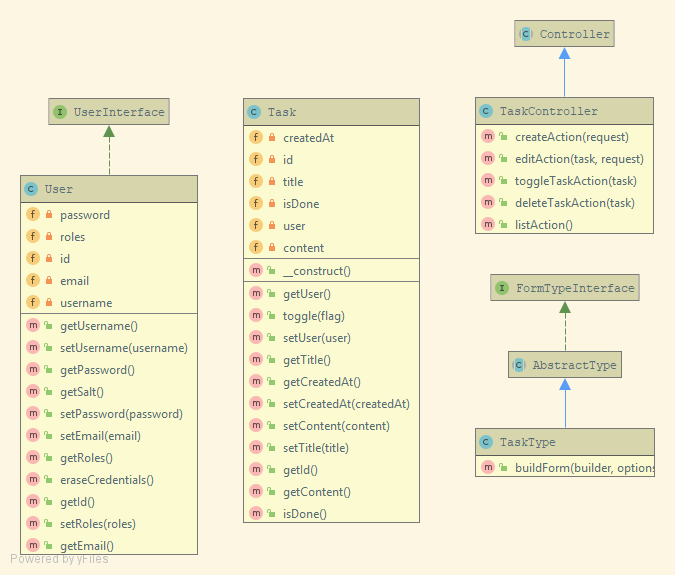 UserInterface
User
password
roles
id
email
username
getUsername()
setUsername(username)
getPassword()
getSalt()
setPassword(password)
setEmail(email)
getRoles()
eraseCredentials()
getId()
setRoles(roles)
getEmail()
Task
createdAt
id
title
isDone
user
content
__construct()
getUser()
toggle(flag)
setUser(user)
getTitle()
getCreatedAt()
setCreatedAt(createdAt)
setContent(content)
setTitle(title)
getId()
getContent()
isDone()
Controller
TaskController
createAction(request)
editAction(task, request)
toggleTaskAction(task)
deleteTaskAction(task)
listAction()
FormTypeInterface
AbstractType
TaskType
buildForm(builder, options
Powered by yFiles